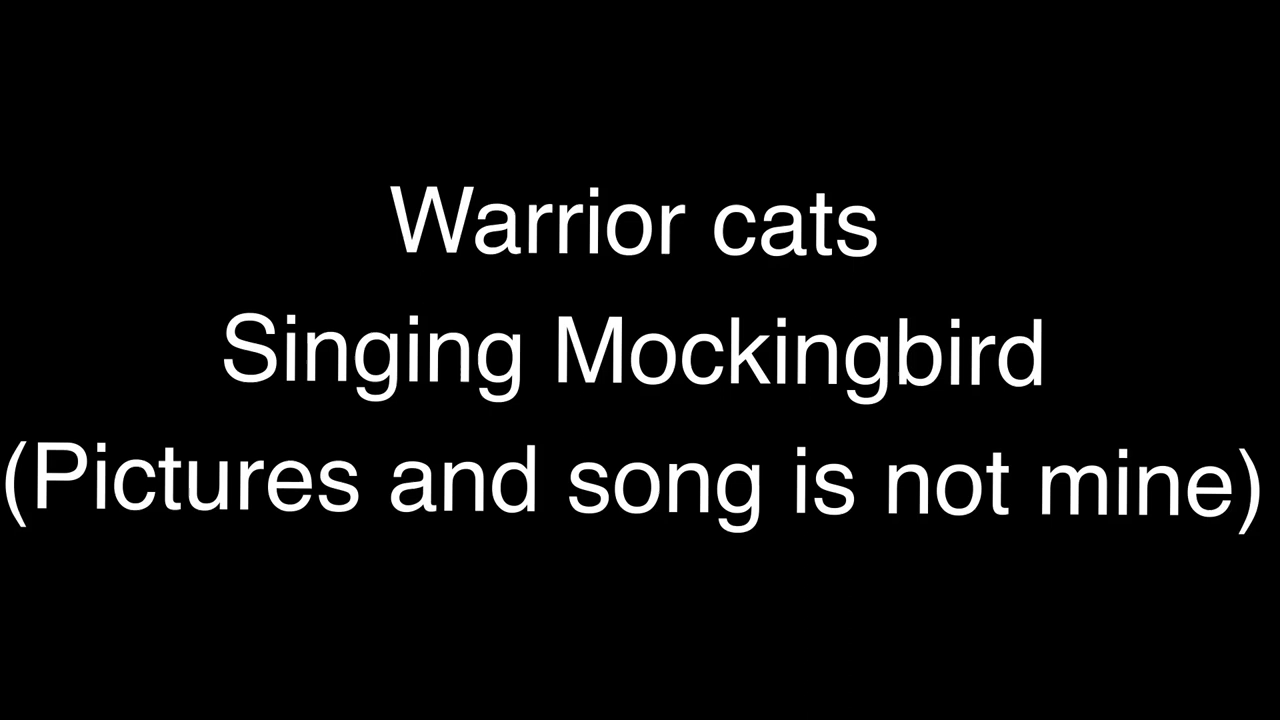 Warrior cats
Singing Mockingbird
(Pictures and song is not mine)